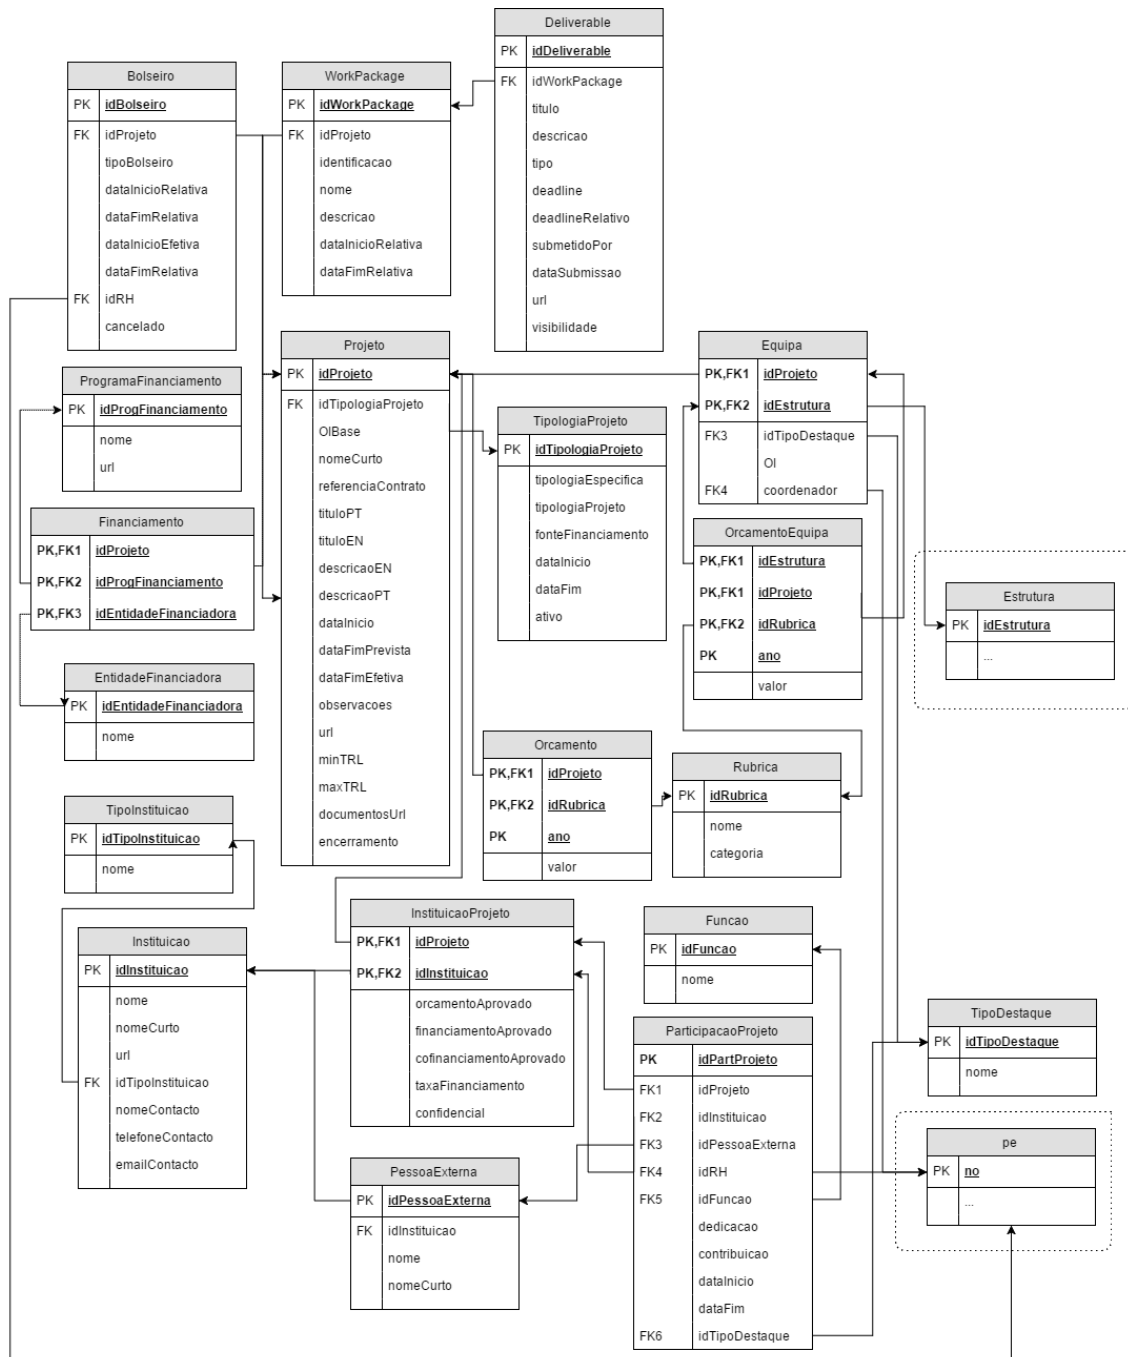 Deliverable
PK idDeliverable
FK idWorkPackage
titulo
descricao
tipo
deadline
deadlineRelativo
submetidoPor
dataSubmissao
url
visibilidade
Bolseiro
PK idBolseiro
FK idProjeto
tipoBolseiro
dataInicioRelativa
dataFimRelativa
dataInicioEfetiva
dataFimRelativa
FK idRH
cancelado
WorkPackage
PK idWorkPackage
FK idProjeto
identificacao
nome
descricao
dataInicioRelativa
dataFimRelativa
Projeto
PK idProjeto
FK idTipologiaProjeto
OIBase
nomeCurto
referenciaContrato
tituloPT
tituloEN
descricaoEN
descricaoPT
dataInicio
dataFimPrevista
dataFimEfetiva
observacoes
url
minTRL
maxTRL
documentosUrl
encerramento
Equipa
PK,FK1 idProjeto
PK,FK2 idEstrutura
FK3 idTipoDestaque
OI
FK4 coordenador
ProgramaFinanciamento
PK idProgFinanciamento
nome
url
TipologiaProjeto
PK idTipologiaProjeto
tipologiaEspecifica
tipologiaProjeto
fonteFinanciamento
dataInicio
dataFim
ativo
Financiamento
PK,FK1 idProjeto
PK,FK2 idProgFinanciamento
PK,FK3 idEntidadeFinanciadora
OrcamentoEquipa
PK,FK1 idEstrutura
PK,FK1 idProjeto
PK,FK2 idRubrica
PK ano
valor
Estrutura
PK idEstrutura
...
EntidadeFinanciadora
PK idEntidadeFinanciadora
nome
Orcamento
PK,FK1 idProjeto
PK,FK2 idRubrica
PK ano
valor
Rubrica
PK idRubrica
nome
categoria
TipoInstituicao
PK idTipoInstituicao
nome
InstituicaoProjeto
PK,FK1 idProjeto
PK,FK2 idInstituicao
orcamentoAprovado
financiamentoAprovado
cofinanciamentoAprovado
taxaFinanciamento
confidencial
Funcao
PK idFuncao
nome
Instituicao
PK idInstituicao
nome
nomeCurto
url
FK idTipoInstituicao
nomeContacto
telefoneContacto
emailContacto
ParticipacaoProjeto
PK idPartProjeto
FK1 idProjeto
FK2 idInstituicao
FK3 idPessoaExterna
FK4 idRH
FK5 idFuncao
dedicacao
contribuicao
dataInicio
dataFim
FK6 idTipoDestaque
TipoDestaque
PK idTipoDestaque
nome
pe
PK no
...
PessoaExterna
PK idPessoaExterna
FK idInstituicao
nome
nomeCurto